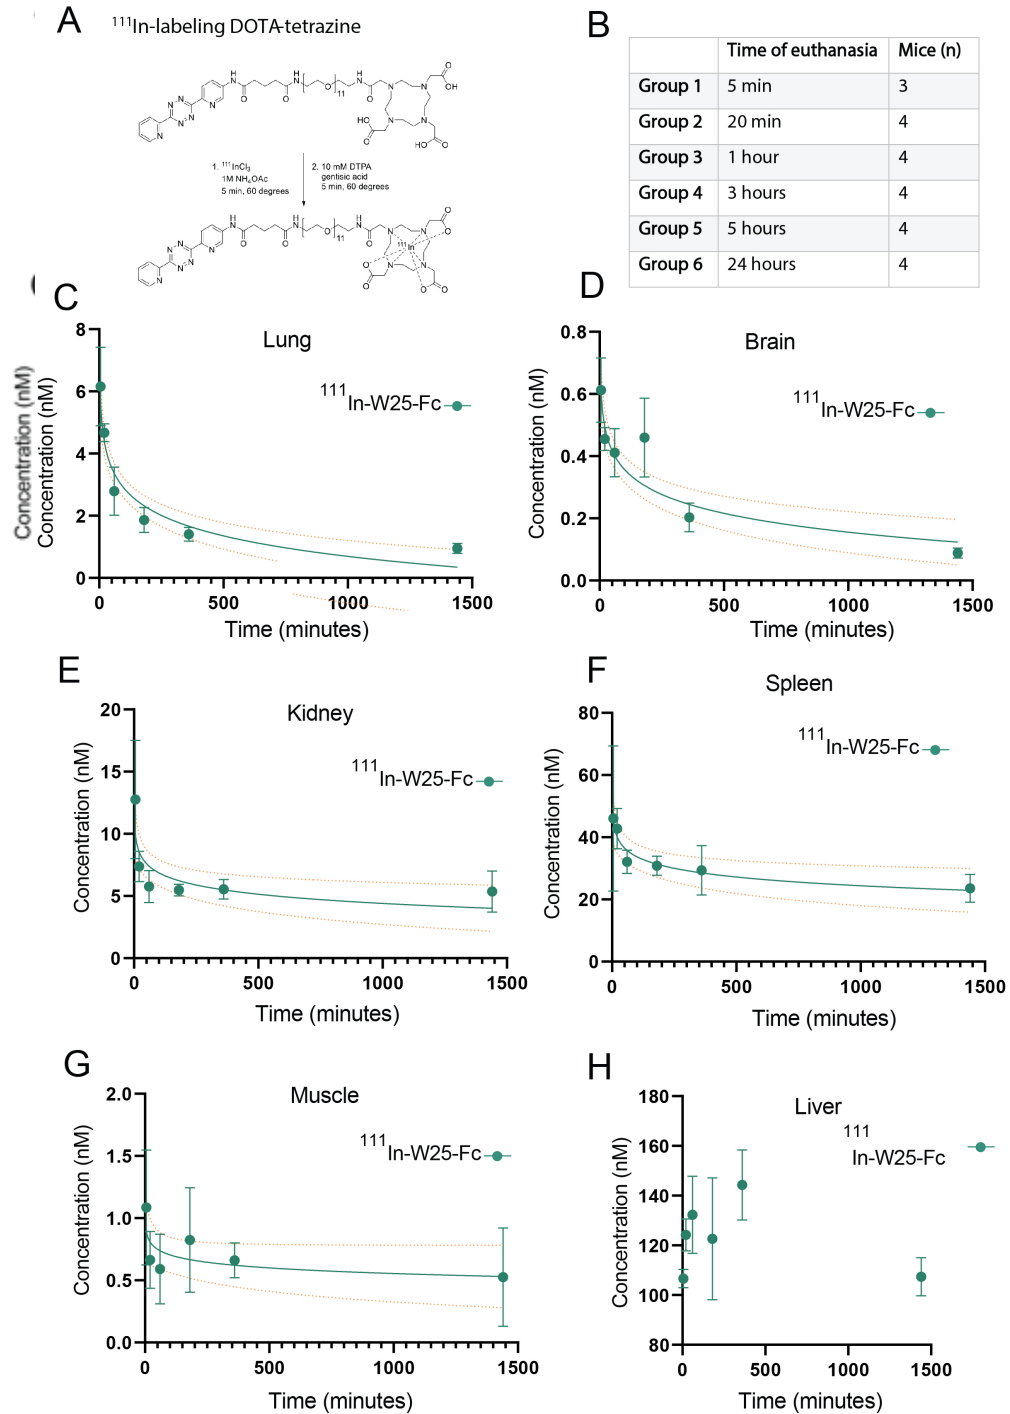 A
¹¹¹In-labeling DOTA-tetrazine
1. ¹¹¹InCl₃
1M NH₄OAc
5 min, 60 degrees
2. 10 mM DTPA
gentisic acid
5 min, 60 degrees
B
Time of euthanasia Mice (n)
Group 1 5 min 3
Group 2 20 min 4
Group 3 1 hour 4
Group 4 3 hours 4
Group 5 5 hours 4
Group 6 24 hours 4
C
Lung
¹¹¹In-W25-Fc
Concentration (nM)
Concentration (nM)
8
6
4
2
0
0 500 1000 1500
Time (minutes)
D
Brain
¹¹¹In-W25-Fc
Concentration (nM)
0.8
0.6
0.4
0.2
0.0
0 500 1000 1500
Time (minutes)
E
Kidney
¹¹¹In-W25-Fc
Concentration (nM)
20
15
10
5
0
0 500 1000 1500
Time (minutes)
F
Spleen
¹¹¹In-W25-Fc
Concentration (nM)
80
60
40
20
0
0 500 1000 1500
Time (minutes)
G
Muscle
¹¹¹In-W25-Fc
Concentration (nM)
2.0
1.5
1.0
0.5
0.0
0 500 1000 1500
Time (minutes)
H
Liver
¹¹¹
In-W25-Fc
Concentration (nM)
180
160
140
120
100
80
0 500 1000 1500
Time (minutes)